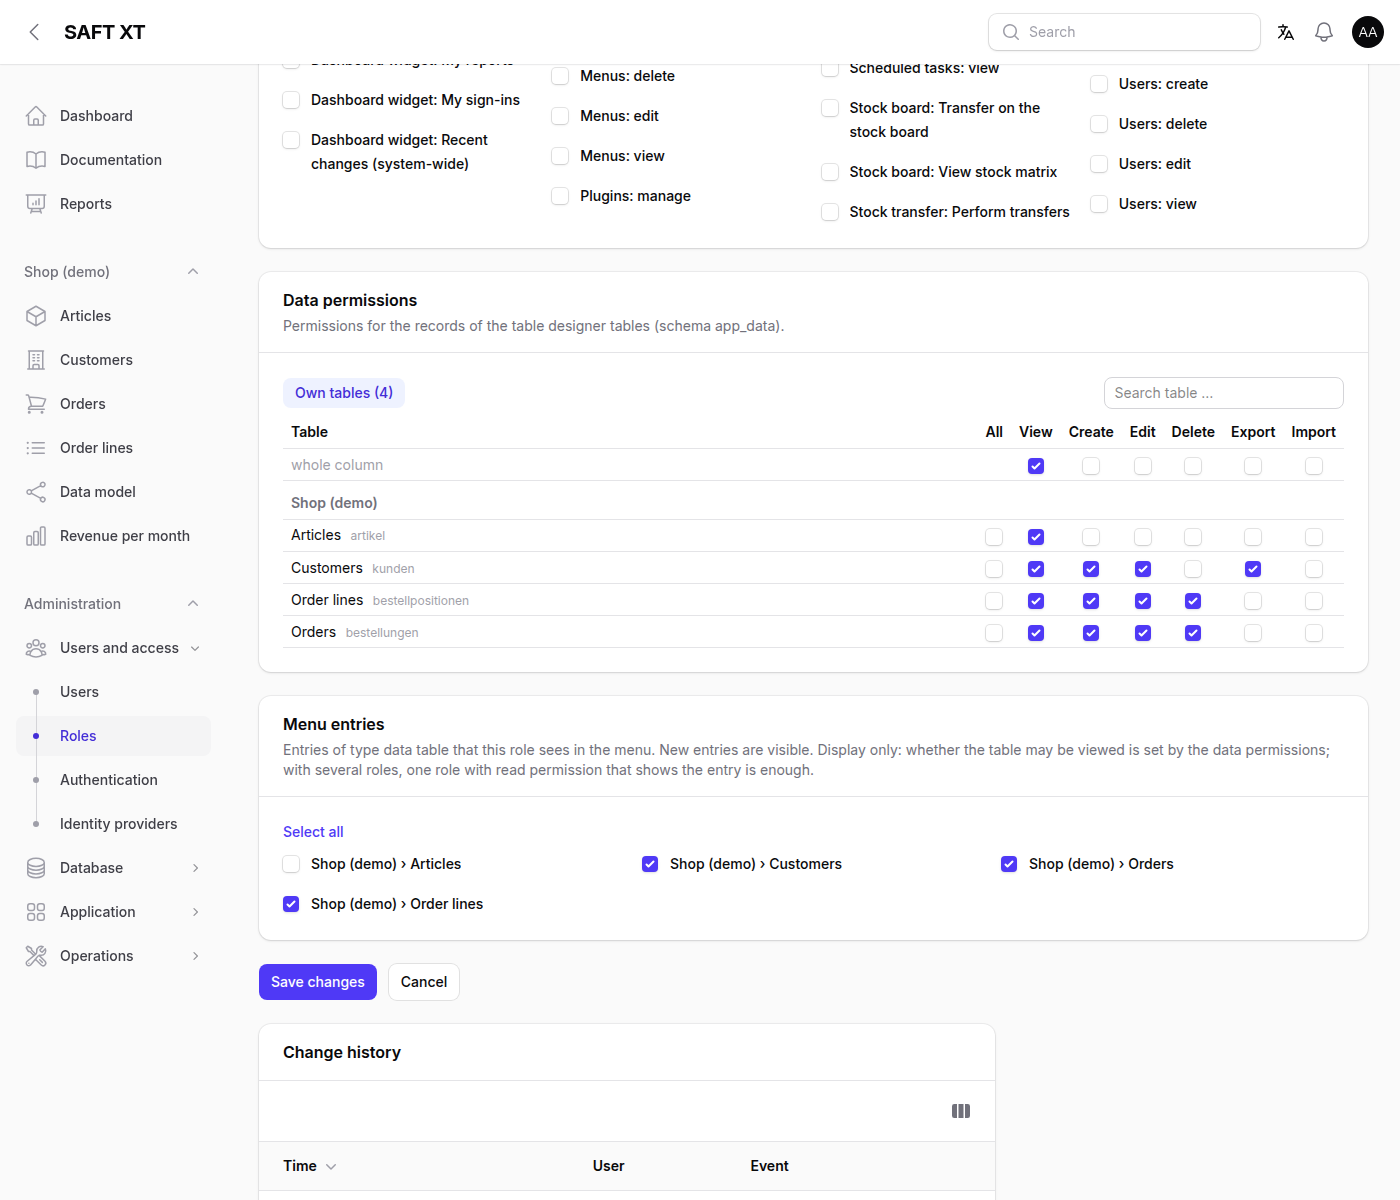 SAFT XT
Search
AA
Dashboard
Documentation
Reports
Shop (demo)
Articles
Customers
Orders
Order lines
Data model
Revenue per month
Administration
Users and access
Users
Roles
Authentication
Identity providers
Database
Application
Operations
Dashboard widget: My reports
Dashboard widget: My sign-ins
Dashboard widget: Recent
changes (system-wide)
Menus: delete
Menus: edit
Menus: view
Plugins: manage
Scheduled tasks: view
Stock board: Transfer on the
stock board
Stock board: View stock matrix
Stock transfer: Perform transfers
Users: create
Users: delete
Users: edit
Users: view
Data permissions
Permissions for the records of the table designer tables (schema app_data).
Own tables (4)
Search table ...
Table All View Create Edit Delete Export Import
whole column
Shop (demo)
Articles artikel
Customers kunden
Order lines bestellpositionen
Orders bestellungen
Menu entries
Entries of type data table that this role sees in the menu. New entries are visible. Display only: whether the table may be viewed is set by the data permissions;
with several roles, one role with read permission that shows the entry is enough.
Select all
Shop (demo) › Articles
Shop (demo) › Customers
Shop (demo) › Orders
Shop (demo) › Order lines
Save changes
Cancel
Change history
Time User Event